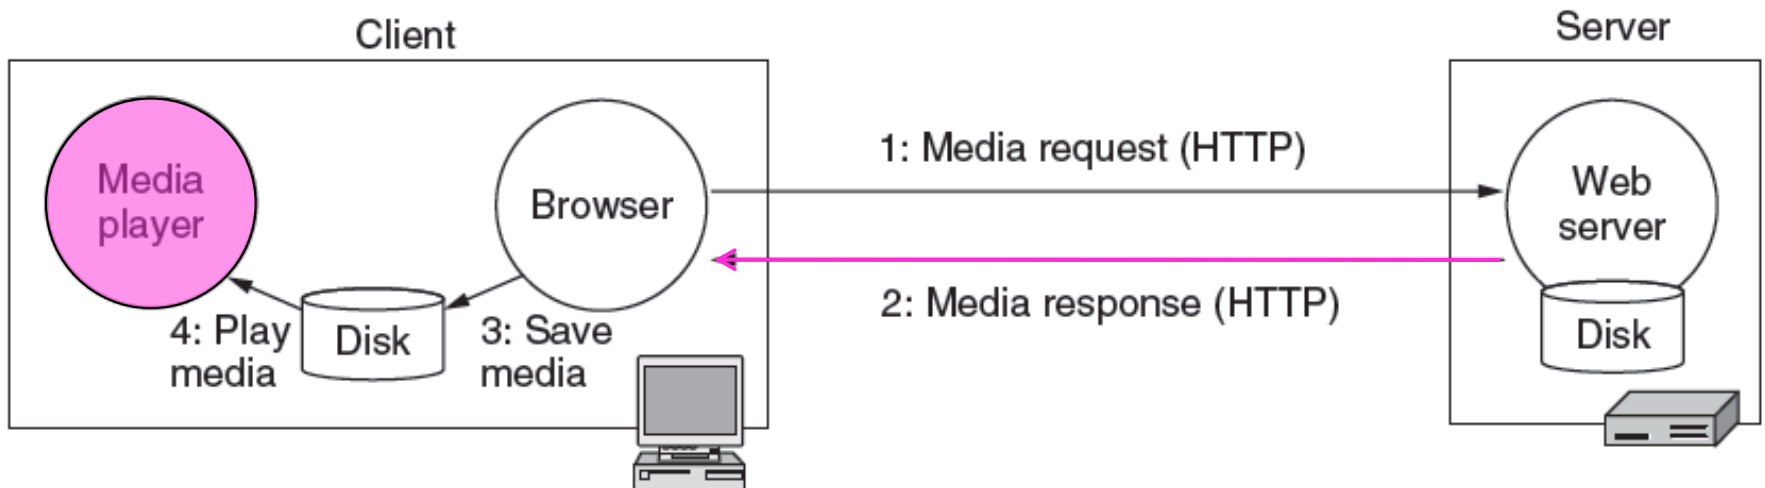 Client
Server
Media
player
Browser
1: Media request (HTTP)
Web
server
2: Media response (HTTP)
4: Play
media
Disk
3: Save
media
Disk